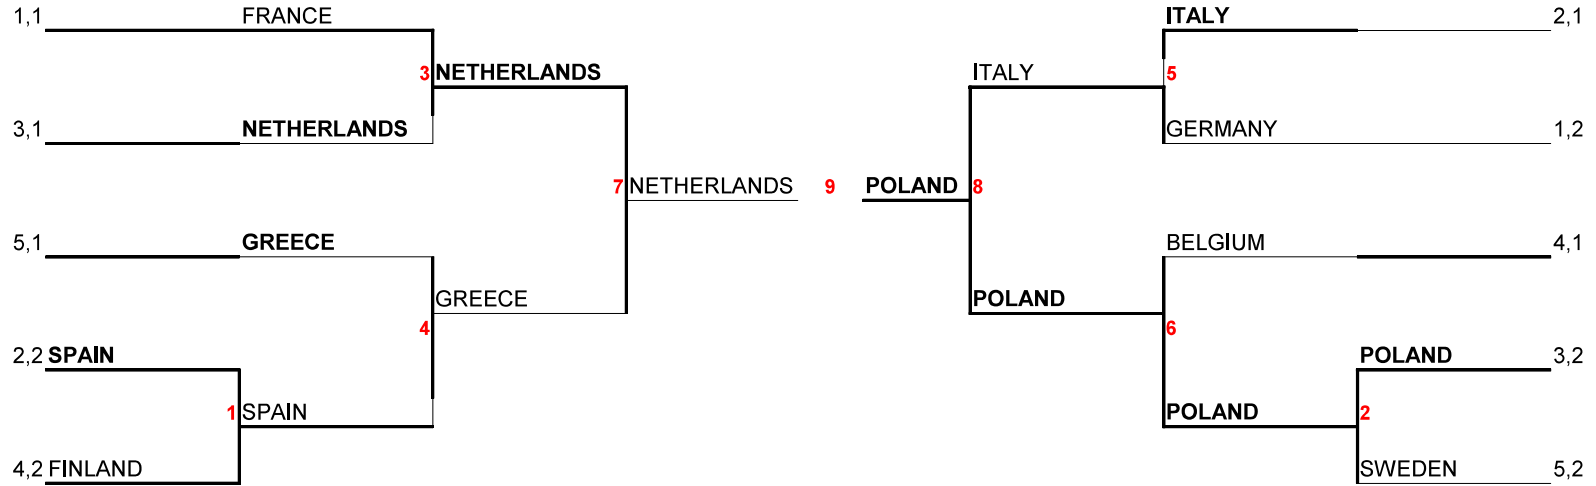 1,1 FRANCE ITALY 2,1
3 NETHERLANDS ITALY 5
3,1 NETHERLANDS GERMANY 1,2
7 NETHERLANDS 9 POLAND 8
5,1 GREECE BELGIUM 4,1
GREECE POLAND
4 6
2,2 SPAIN POLAND 3,2
1 SPAIN POLAND 2
4,2 FINLAND SWEDEN 5,2